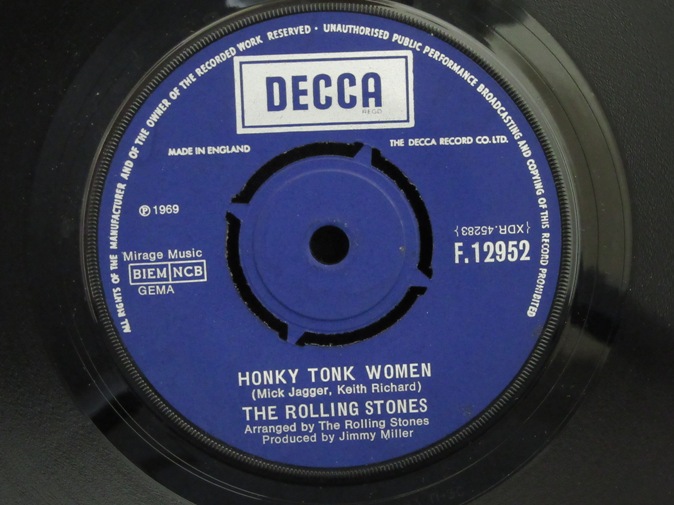 ALL RIGHTS OF THE MANUFACTURER AND OF THE OWNER OF THE RECORDED WORK RESERVED · UNAUTHORISED PUBLIC PERFORMANCE BROADCASTING AND COPYING OF THIS RECORD PROHIBITED
DECCA
REGD.
MADE IN ENGLAND
THE DECCA RECORD CO. LTD.
℗ 1969
{XDR.45283}
F.12952
Mirage Music
BIEM NCB
GEMA
HONKY TONK WOMEN
(Mick Jagger, Keith Richard)
THE ROLLING STONES
Arranged by The Rolling Stones
Produced by Jimmy Miller